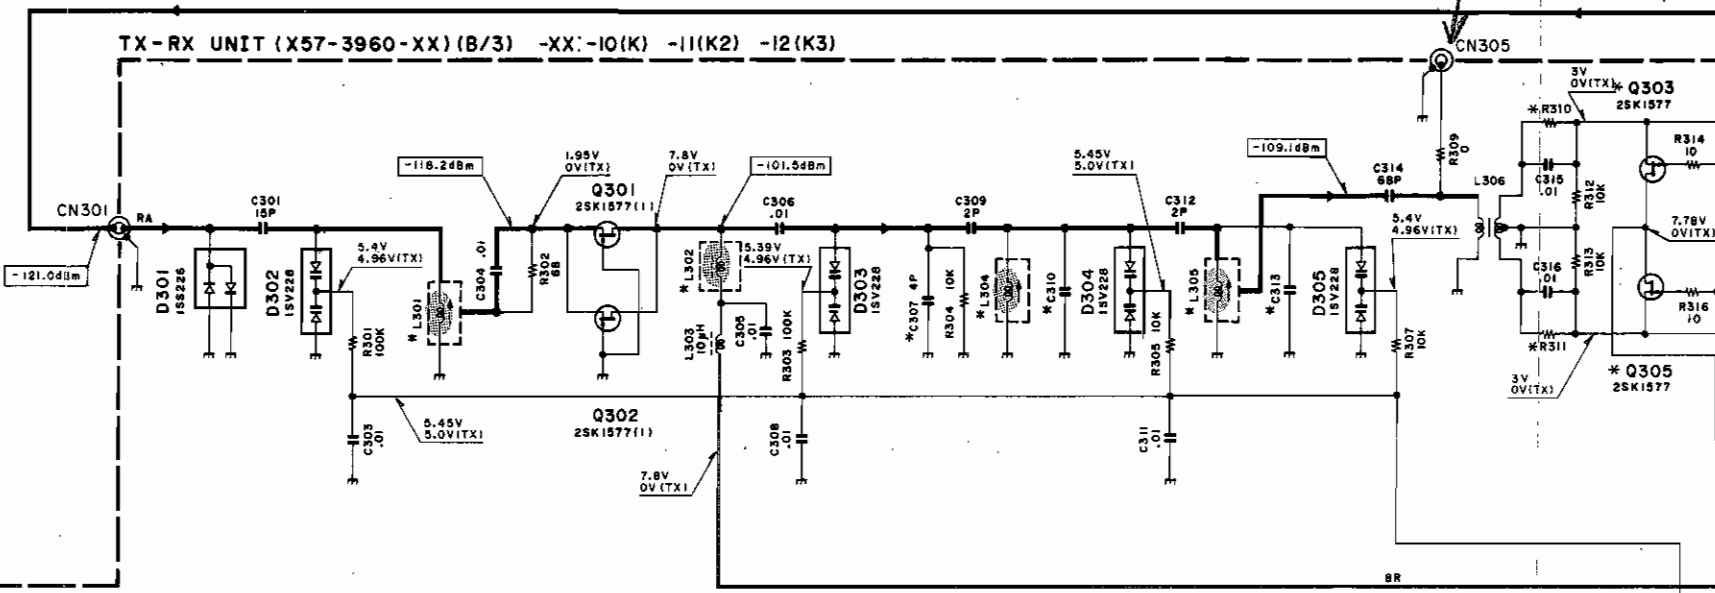 TX-RX UNIT (X57-3960-XX)(B/3) -XX:-10(K) -11(K2) -12(K3)
CN305
3V
0V(TX)
* Q303
2SK1577
* R310
R309
0
R314
10
-118.2dBm
1.95V
0V(TX)
7.8V
0V(TX)
-101.5dBm
5.45V
5.0V(TX)
-109.1dBm
C314
68P
L306
C315
.01
R312
10K
CN301
RA
C301
15P
Q301
2SK1577(1)
C306
.01
C309
2P
C312
2P
-121.0dBm
D301
1SS226
D302
1SV228
5.4V
4.96V(TX)
* L301
C304 .01
R302
68
* L302
5.39V
4.96V(TX)
D303
1SV228
* C307 4P
R304 10K
* L304
* C310
D304
1SV228
* L305
* C313
D305
1SV228
5.4V
4.96V(TX)
7.78V
0V(TX)
C316
.01
R313
10K
R316
10
R301
100K
L303
10μH
C305
.01
R303 100K
R305 10K
R307
10K
* R311
* Q305
2SK1577
3V
0V(TX)
C303
.01
5.45V
5.0V(TX)
Q302
2SK1577(1)
C308
.01
C311
.01
7.8V
0V(TX)
BR